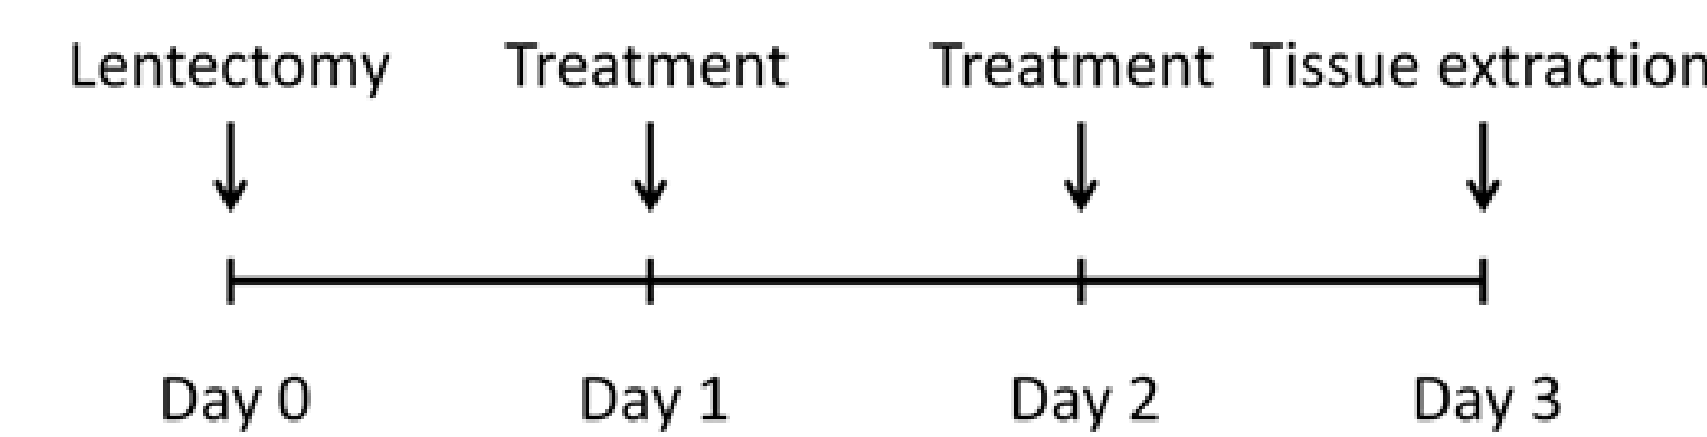 Lentectomy Treatment Treatment Tissue extraction
Day 0 Day 1 Day 2 Day 3